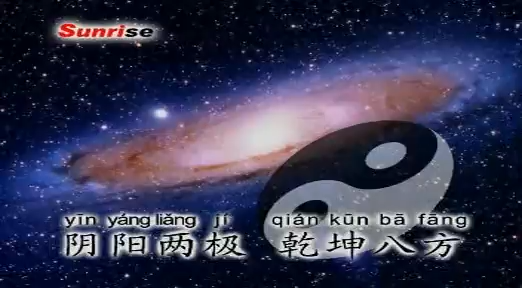 Sunrise
yīn yáng liǎng jí qián kūn bā fāng
阴阳两极 乾坤八方